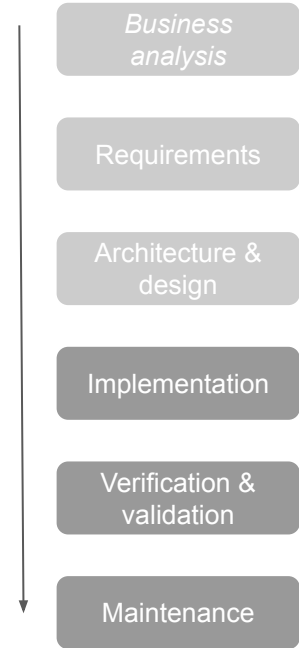 Business
analysis
Requirements
Architecture &
design
Implementation
Verification &
validation
Maintenance